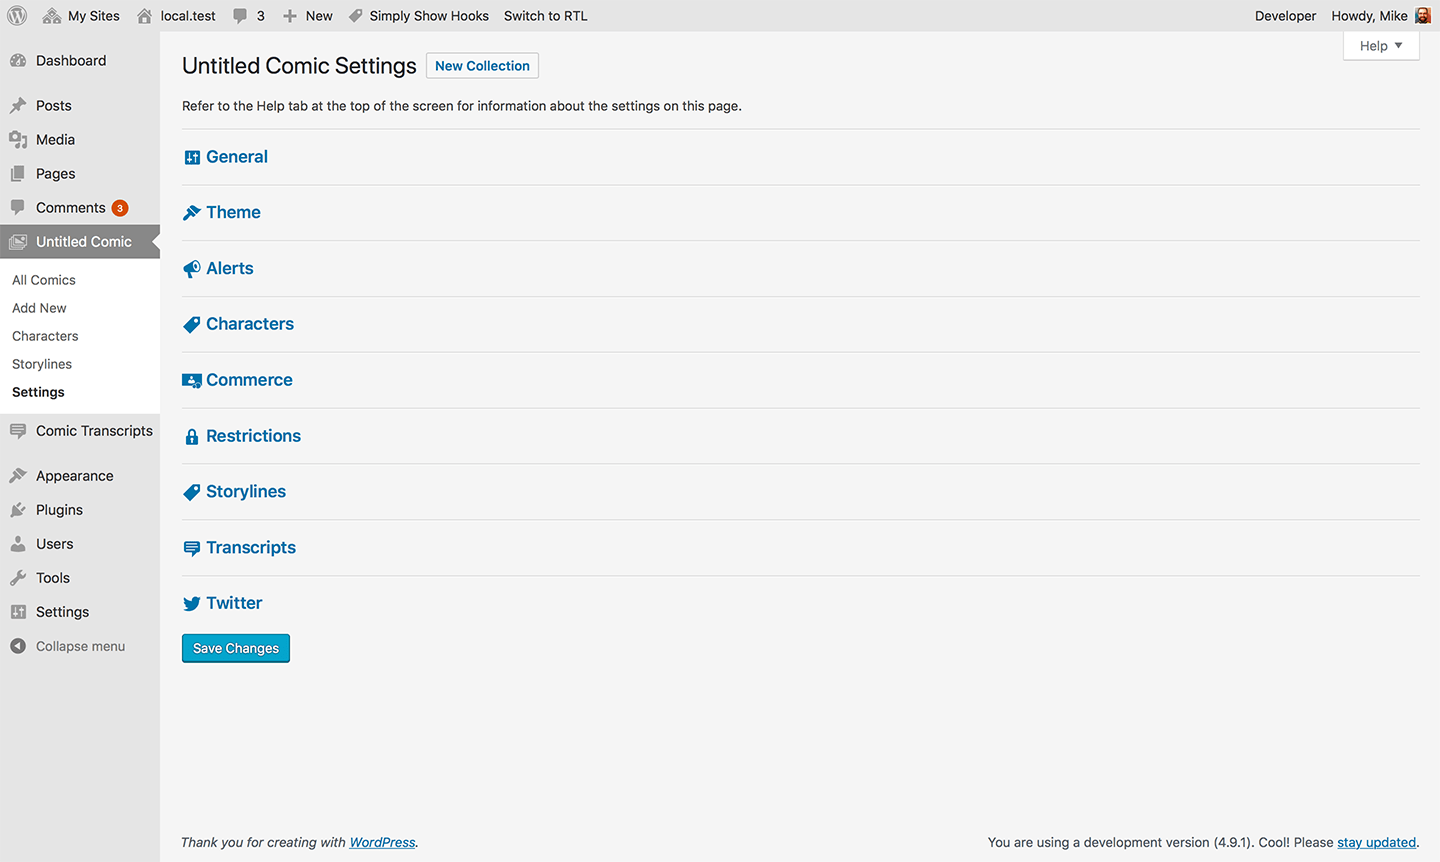 My Sites local.test 3 New Simply Show Hooks Switch to RTL Developer Howdy, Mike
Help
Dashboard
Posts
Media
Pages
Comments 3
Untitled Comic
All Comics
Add New
Characters
Storylines
Settings
Comic Transcripts
Appearance
Plugins
Users
Tools
Settings
Collapse menu
Untitled Comic Settings New Collection
Refer to the Help tab at the top of the screen for information about the settings on this page.
General
Theme
Alerts
Characters
Commerce
Restrictions
Storylines
Transcripts
Twitter
Save Changes
Thank you for creating with WordPress. You are using a development version (4.9.1). Cool! Please stay updated.